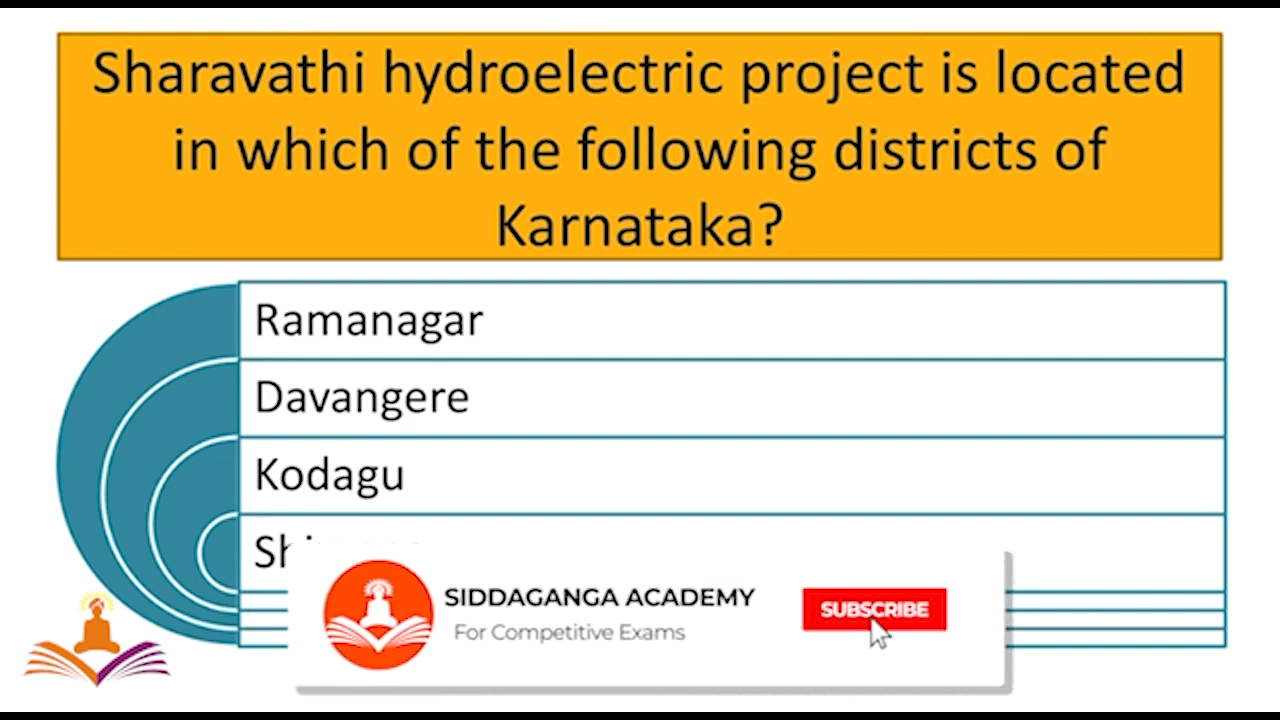 Sharavathi hydroelectric project is located
in which of the following districts of
Karnataka?
Ramanagar
Davangere
Kodagu
SIDDAGANGA ACADEMY
For Competitive Exams
SUBSCRIBE